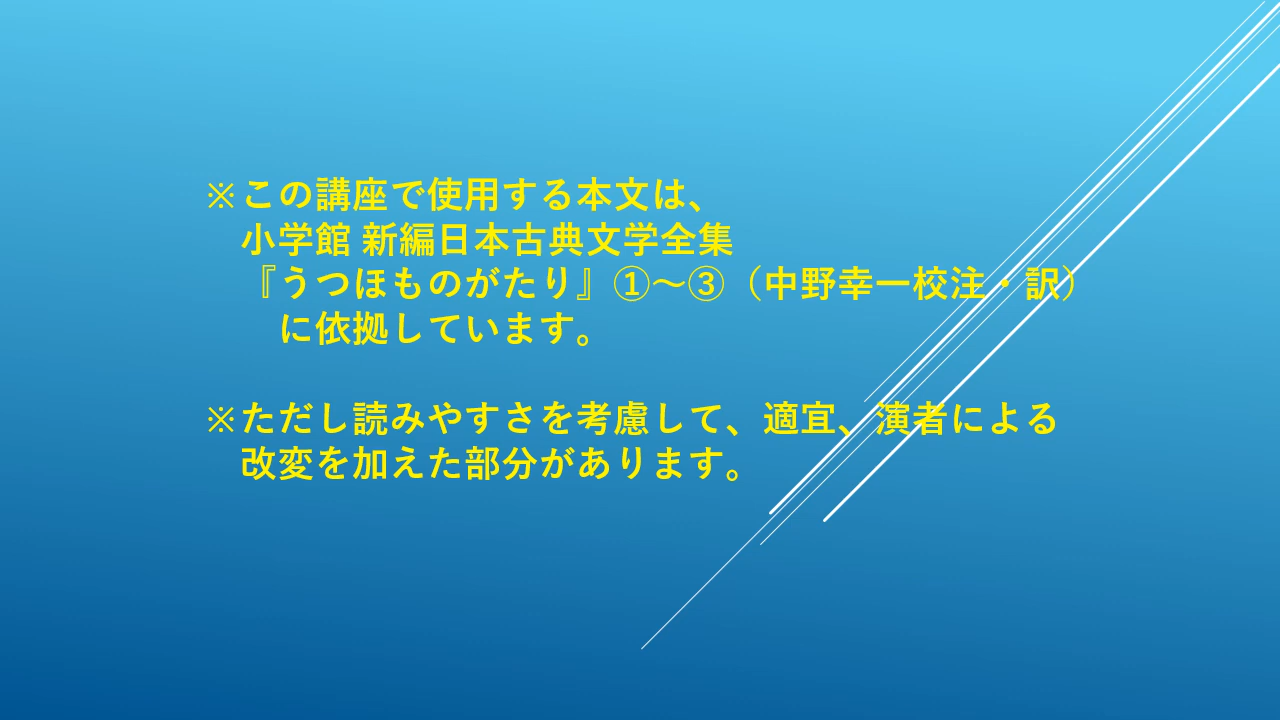 ※この講座で使用する本文は、
小学館 新編日本古典文学全集
『うつほものがたり』①～③（中野幸一校注・訳）
に依拠しています。
※ただし読みやすさを考慮して、適宜、演者による
改変を加えた部分があります。